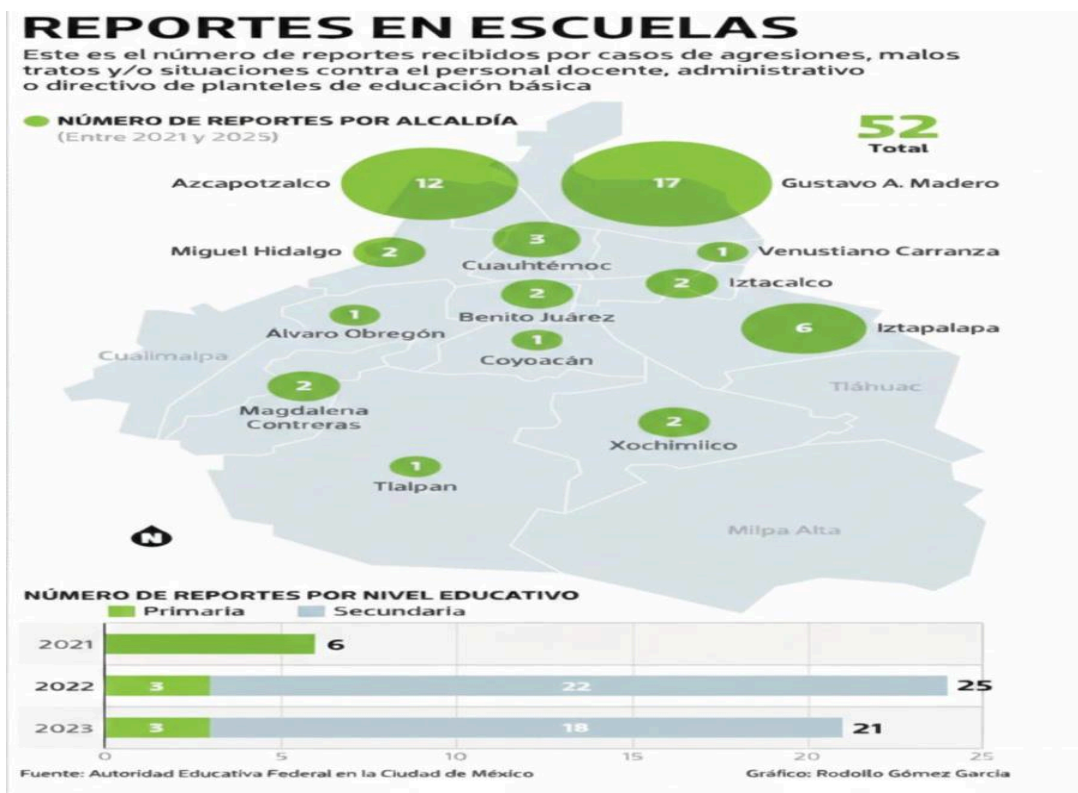 REPORTES EN ESCUELAS
Este es el número de reportes recibidos por casos de agresiones, malos
tratos y/o situaciones contra el personal docente, administrativo
o directivo de planteles de educación básica
NÚMERO DE REPORTES POR ALCALDÍA
(Entre 2021 y 2025)
52
Total
Azcapotzalco
12
17
Gustavo A. Madero
Miguel Hidalgo
2
3
Cuauhtémoc
1
Venustiano Carranza
2
Iztacalco
2
Benito Juárez
1
Álvaro Obregón
6
Iztapalapa
1
Coyoacán
Cuajimalpa
Tláhuac
2
Magdalena
Contreras
2
Xochimilco
1
Tlalpan
Milpa Alta
N
NÚMERO DE REPORTES POR NIVEL EDUCATIVO
Primaria
Secundaria
2021
6
2022
3
22
25
2023
3
18
21
0
5
10
15
20
25
Fuente: Autoridad Educativa Federal en la Ciudad de México
Gráfico: Rodolfo Gómez García